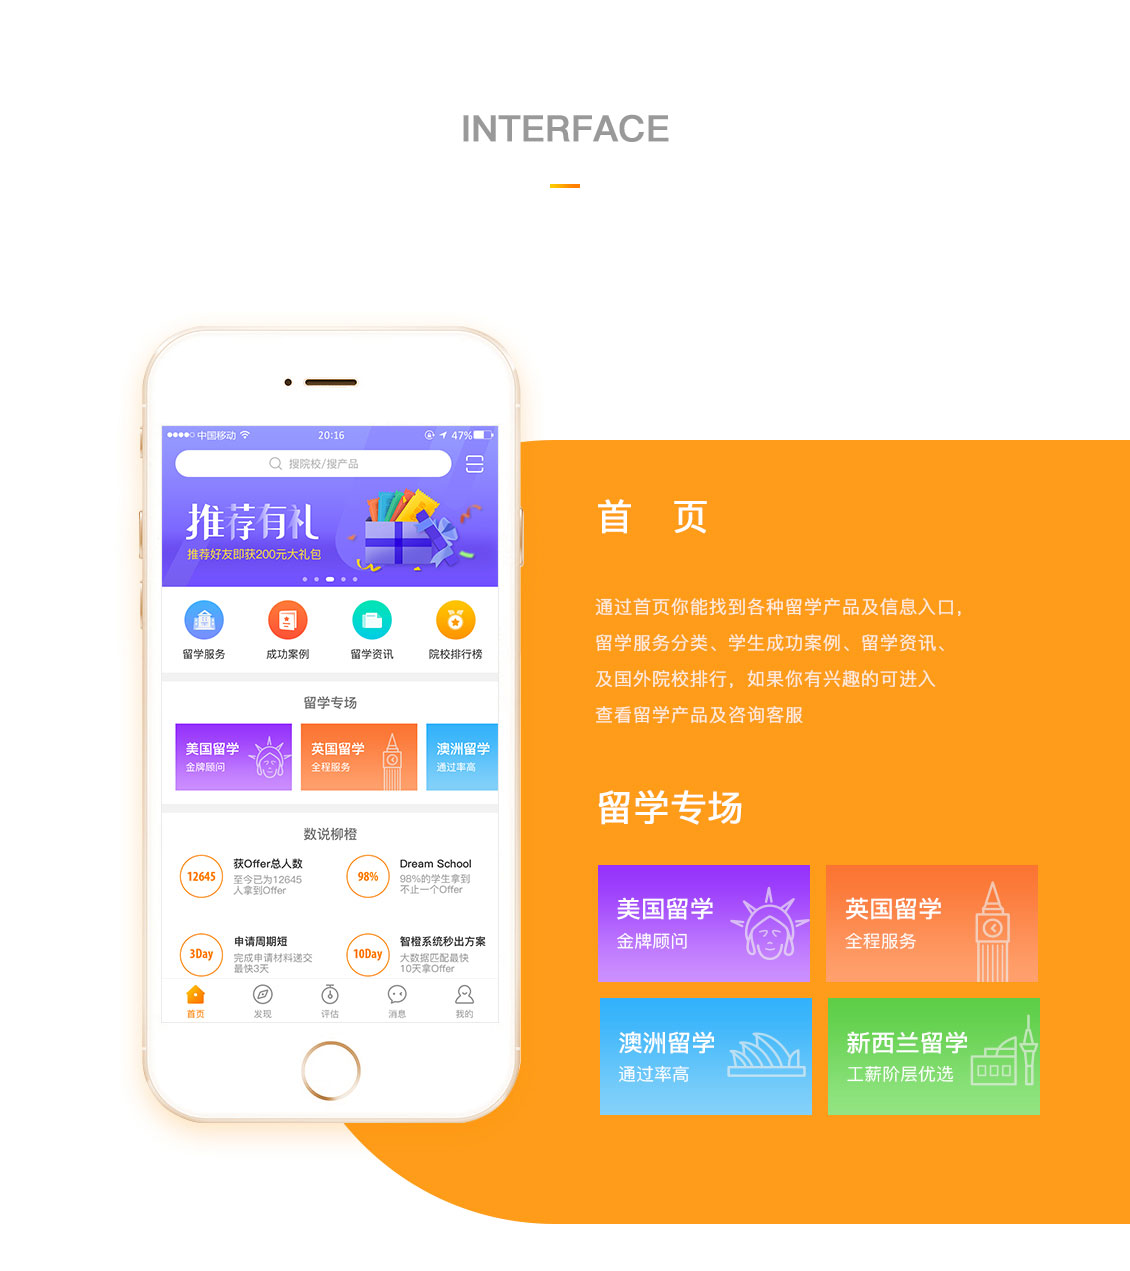 INTERFACE
中国移动
20:16
47%
搜院校/搜产品
推荐有礼
推荐好友即获200元大礼包
留学服务
成功案例
留学资讯
院校排行榜
留学专场
美国留学
金牌顾问
英国留学
全程服务
澳洲留学
通过率高
数说柳橙
12645
获Offer总人数
至今已为12645
人拿到Offer
98%
Dream School
98%的学生拿到
不止一个Offer
3Day
申请周期短
完成申请材料递交
最快3天
10Day
智橙系统秒出方案
大数据匹配最快
10天拿Offer
首页
发现
评估
消息
我的
首 页
通过首页你能找到各种留学产品及信息入口，
留学服务分类、学生成功案例、留学资讯、
及国外院校排行，如果你有兴趣的可进入
查看留学产品及咨询客服
留学专场
美国留学
金牌顾问
英国留学
全程服务
澳洲留学
通过率高
新西兰留学
工薪阶层优选